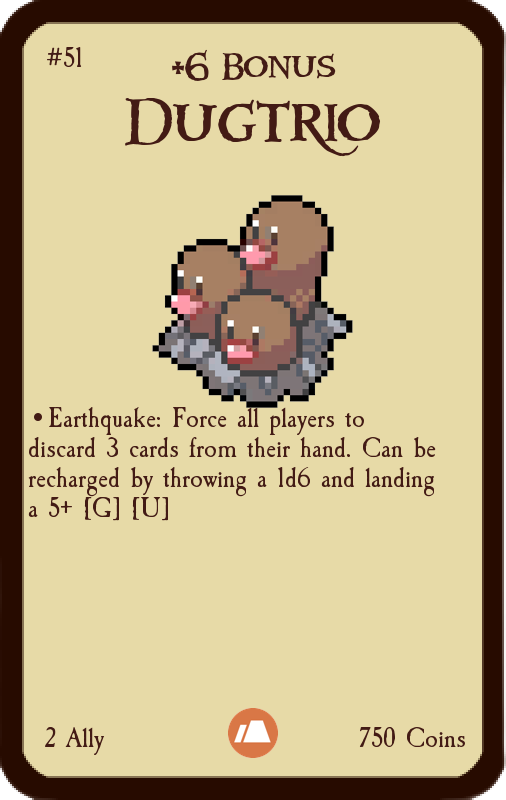 #51
+6 Bonus
Dugtrio
•Earthquake: Force all players to
discard 3 cards from their hand. Can be
recharged by throwing a 1d6 and landing
a 5+ [G] [U]
2 Ally
750 Coins